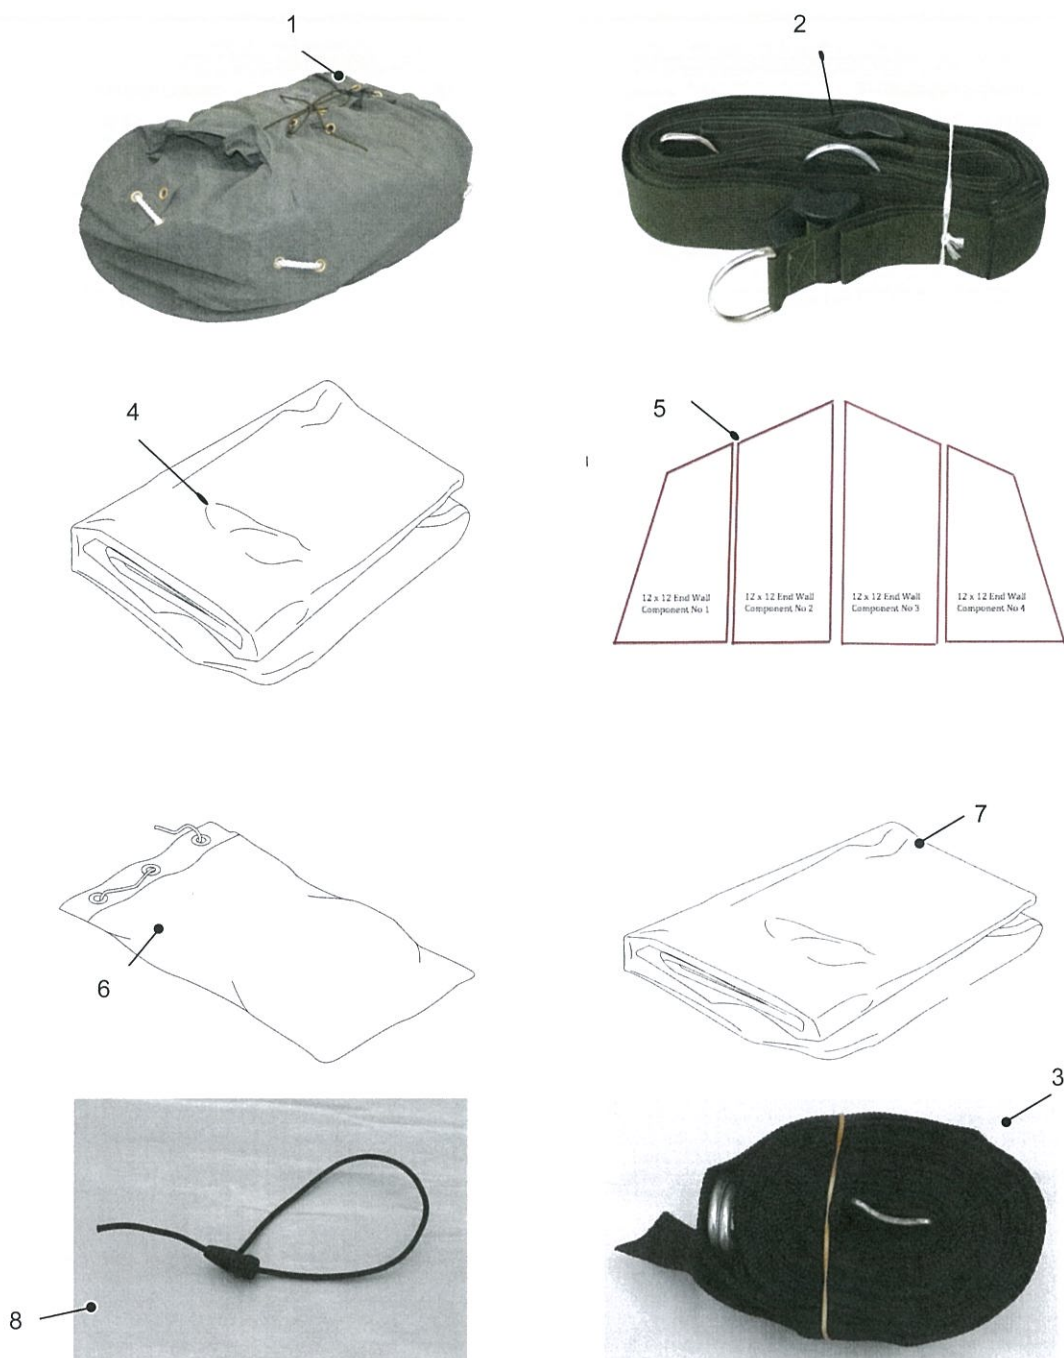 1
2
4
5
12 x 12 End Wall
Component No 1
12 x 12 End Wall
Component No 2
12 x 12 End Wall
Component No 3
12 x 12 End Wall
Component No 4
7
6
3
8